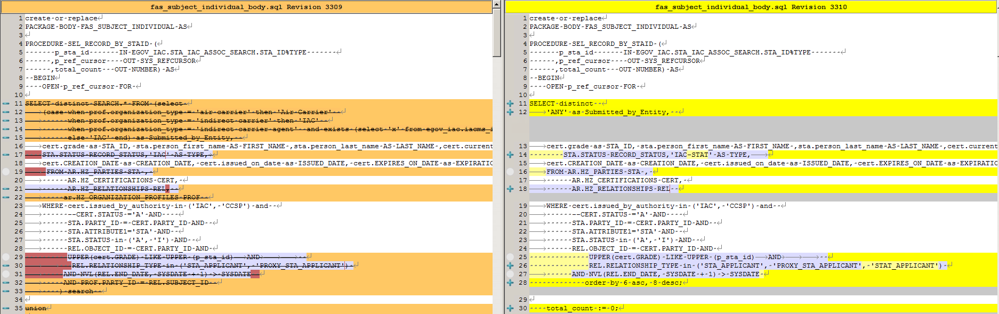 fas_subject_individual_body.sql Revision 3309
1 create or replace
2 PACKAGE BODY FAS_SUBJECT_INDIVIDUAL AS
3
4 PROCEDURE SEL_RECORD_BY_STAID (
5 p_sta_id IN EGOV_IAC.STA_IAC_ASSOC_SEARCH.STA_ID%TYPE
6 ,p_ref_cursor OUT SYS_REFCURSOR
7 ,total_count OUT NUMBER) AS
8 BEGIN
9 OPEN p_ref_cursor FOR
10
11 SELECT distinct SEARCH.* FROM (select
12 (case when prof.organization_type = 'air carrier' then 'Air Carrier'
13 when prof.organization_type = 'indirect carrier' then 'IAC'
14 when prof.organization_type = 'indirect carrier agent' and exists (select 'x' from egov_iac.iacms_i
15 else 'IAC' end) as Submitted_by_Entity,
16 cert.grade as STA_ID, sta.person_first_name AS FIRST_NAME ,sta.person_last_name AS LAST_NAME ,cert.current
17 STA.STATUS RECORD_STATUS,'IAC' AS TYPE,
18 cert.CREATION_DATE as CREATION_DATE, cert.issued_on_date as ISSUED_DATE, cert.EXPIRES_ON_DATE as EXPIRATIO
19 FROM AR.HZ_PARTIES STA ,
20 AR.HZ_CERTIFICATIONS CERT,
21 AR.HZ_RELATIONSHIPS REL,
22 ar.HZ_ORGANIZATION_PROFILES PROF
23 WHERE cert.issued_by_authority in ('IAC', 'CCSP') and
24 --CERT.STATUS ='A' AND
25 STA.PARTY_ID = CERT.PARTY_ID AND
26 STA.ATTRIBUTE1='STA' AND
27 STA.STATUS in ('A', 'I') AND
28 REL.OBJECT_ID = CERT.PARTY_ID AND
29 UPPER(cert.GRADE) LIKE UPPER (p_sta_id) AND
30 REL.RELATIONSHIP_TYPE in ('STA_APPLICANT', 'PROXY_STA_APPLICANT')
31 AND NVL(REL.END_DATE, SYSDATE + 1) > SYSDATE
32 AND PROF.PARTY_ID = REL.SUBJECT_ID
33 ) search
34
35 union
fas_subject_individual_body.sql Revision 3310
1 create or replace
2 PACKAGE BODY FAS_SUBJECT_INDIVIDUAL AS
3
4 PROCEDURE SEL_RECORD_BY_STAID (
5 p_sta_id IN EGOV_IAC.STA_IAC_ASSOC_SEARCH.STA_ID%TYPE
6 ,p_ref_cursor OUT SYS_REFCURSOR
7 ,total_count OUT NUMBER) AS
8 BEGIN
9 OPEN p_ref_cursor FOR
10
11 SELECT distinct
12 'ANY' as Submitted_by_Entity,
13 cert.grade as STA_ID, sta.person_first_name AS FIRST_NAME ,sta.person_last_name AS LAST_NAME ,cert.current
14 STA.STATUS RECORD_STATUS,'IAC-STAT' AS TYPE,
15 cert.CREATION_DATE as CREATION_DATE, cert.issued_on_date as ISSUED_DATE, cert.EXPIRES_ON_DATE as EXPIRATIO
16 FROM AR.HZ_PARTIES STA ,
17 AR.HZ_CERTIFICATIONS CERT,
18 AR.HZ_RELATIONSHIPS REL
19 WHERE cert.issued_by_authority in ('IAC', 'CCSP') and
20 --CERT.STATUS ='A' AND
21 STA.PARTY_ID = CERT.PARTY_ID AND
22 STA.ATTRIBUTE1='STA' AND
23 STA.STATUS in ('A', 'I') AND
24 REL.OBJECT_ID = CERT.PARTY_ID AND
25 UPPER(cert.GRADE) LIKE UPPER (p_sta_id) AND
26 REL.RELATIONSHIP_TYPE in ('STA_APPLICANT', 'PROXY_STA_APPLICANT', 'STAT_APPLICANT')
27 AND NVL(REL.END_DATE, SYSDATE + 1) > SYSDATE
28 order by 6 asc, 8 desc;
29
30 total_count := 0;